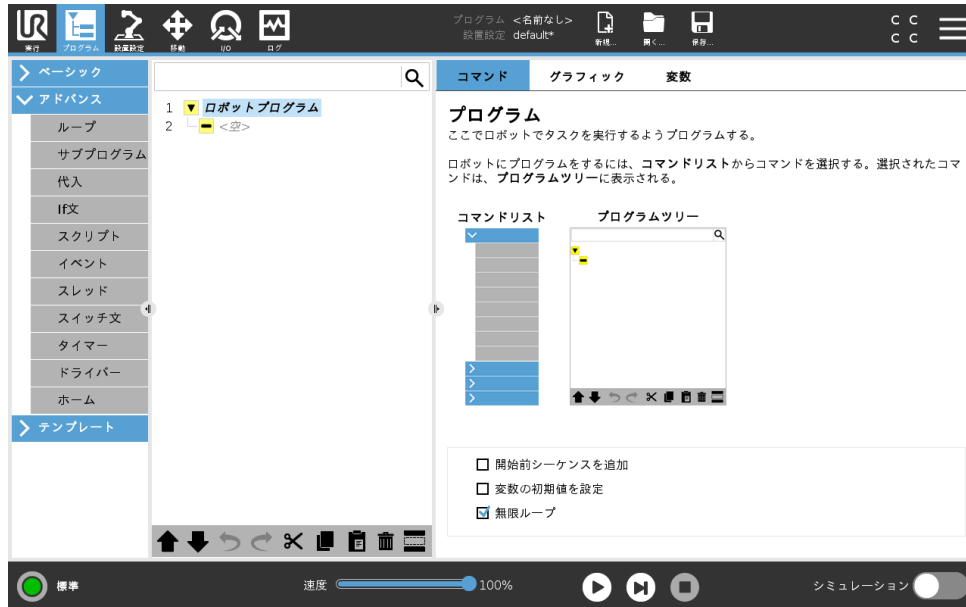 UR
プログラム <名前なし>
設置設定 default*
実行
プログラム
設置設定
移動
I/O
ログ
新規...
開く...
保存...
C C
C C
ベーシック
アドバンス
ループ
サブプログラム
代入
If文
スクリプト
イベント
スレッド
スイッチ文
タイマー
ドライバー
ホーム
テンプレート
1 ロボットプログラム
2 <空>
コマンド グラフィック 変数
プログラム
ここでロボットでタスクを実行するようプログラムする。
ロボットにプログラムをするには、コマンドリストからコマンドを選択する。選択されたコマ
ンドは、プログラムツリーに表示される。
コマンドリスト プログラムツリー
開始前シーケンスを追加
変数の初期値を設定
無限ループ
標準
速度 100%
シミュレーション